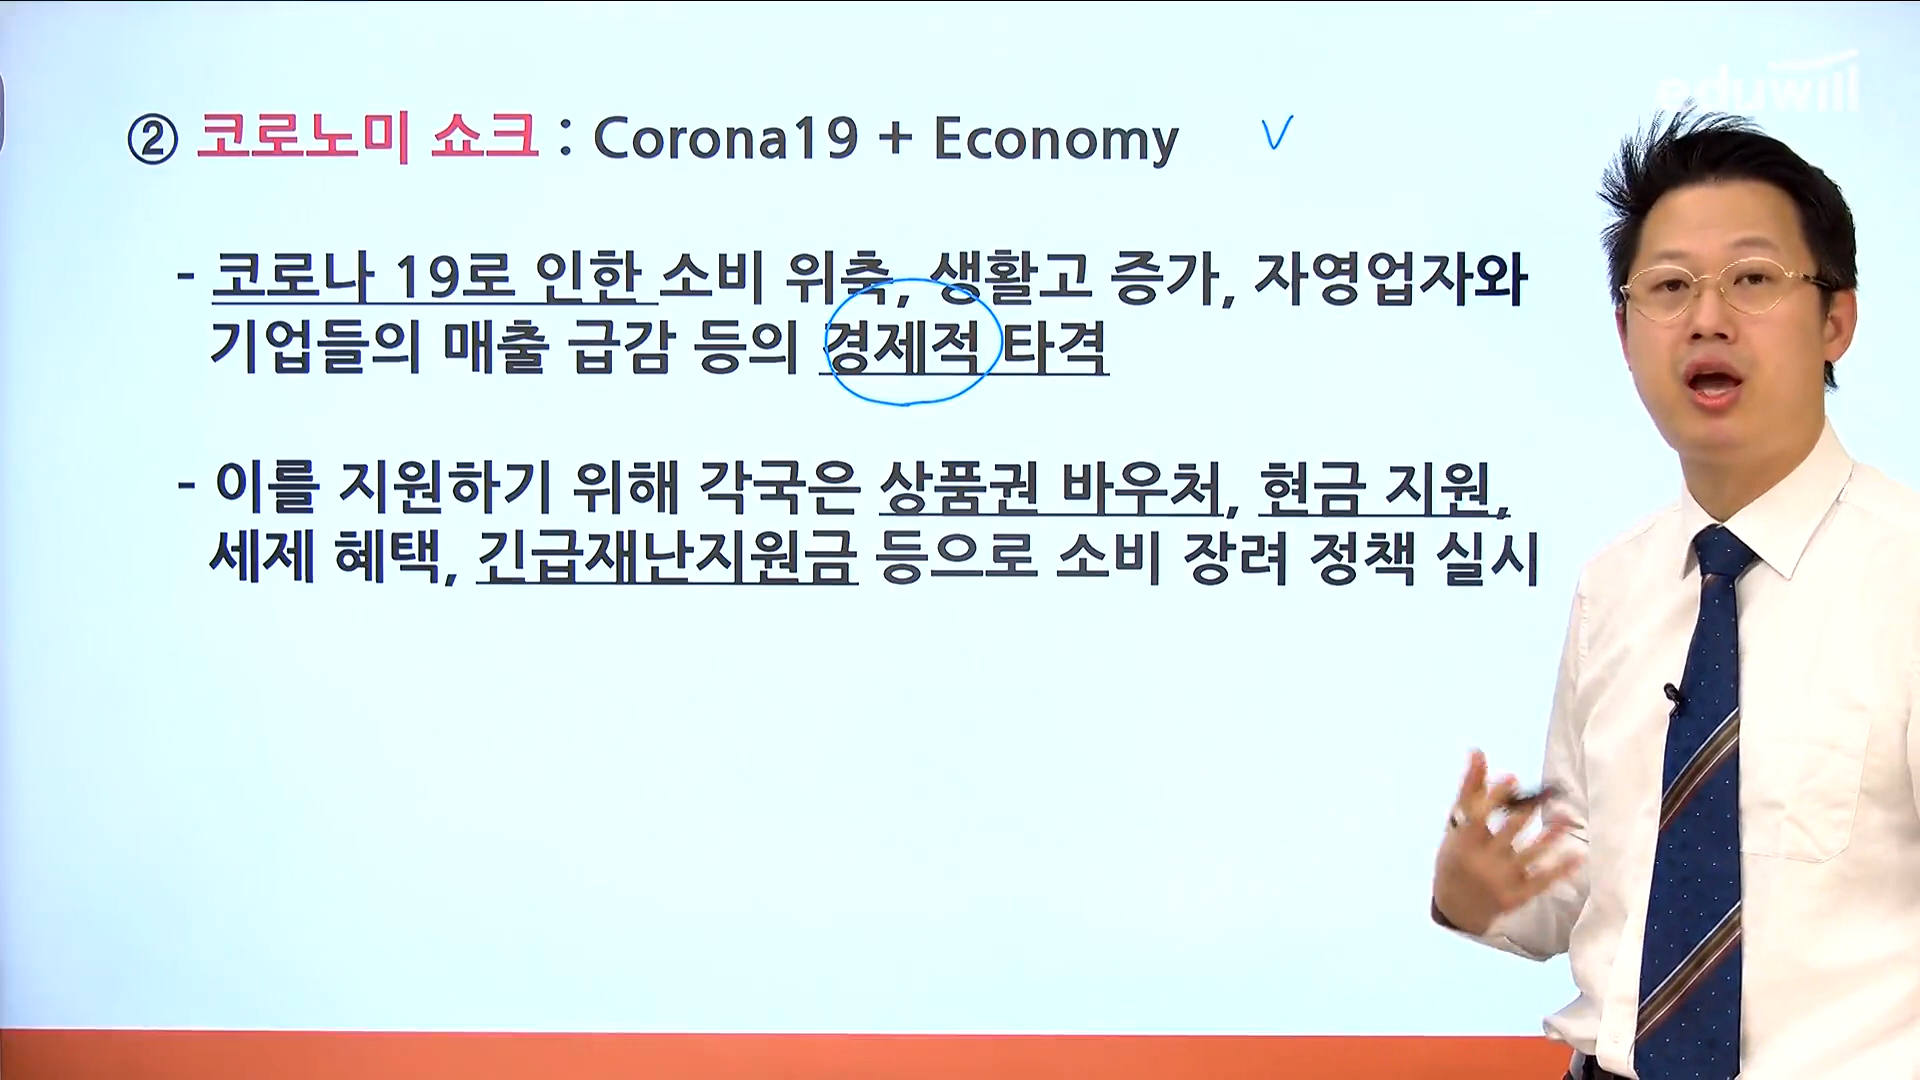 eduwill
② 코로노미 쇼크 : Corona19 + Economy
- 코로나 19로 인한 소비 위축, 생활고 증가, 자영업자와
기업들의 매출 급감 등의 경제적 타격
- 이를 지원하기 위해 각국은 상품권 바우처, 현금 지원,
세제 혜택, 긴급재난지원금 등으로 소비 장려 정책 실시